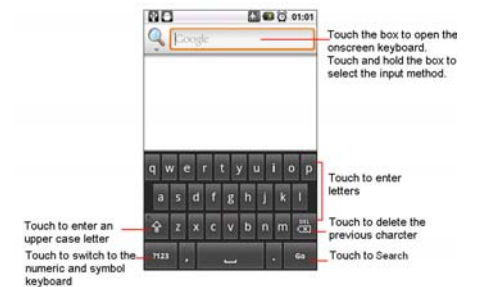 01:01
Google
Touch the box to open the
onscreen keyboard.
Touch and hold the box to
select the input method.
q w e r t y u i o p
a s d f g h j k l
z x c v b n m DEL
?123 , . Go
Touch to enter
letters
Touch to enter an
upper case letter
Touch to delete the
previous charcter
Touch to switch to the
numeric and symbol
keyboard
Touch to Search